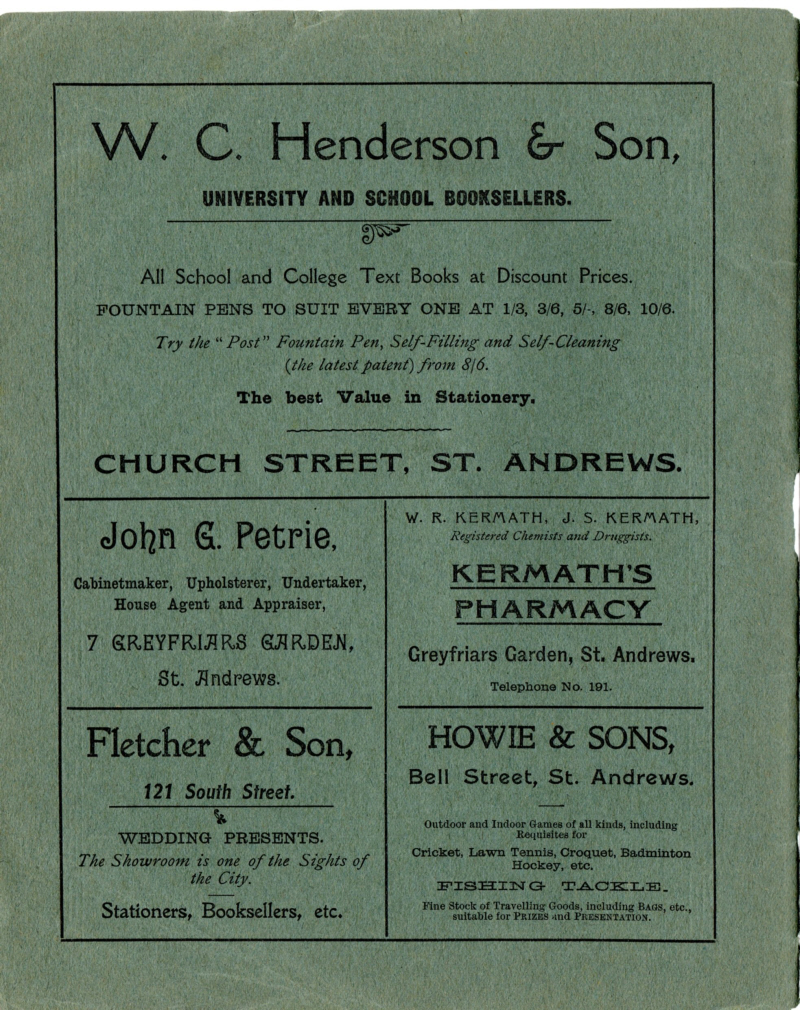 W. C. Henderson & Son,
UNIVERSITY AND SCHOOL BOOKSELLERS.
All School and College Text Books at Discount Prices.
FOUNTAIN PENS TO SUIT EVERY ONE AT 1/3, 3/6, 5/-, 8/6, 10/6.
Try the "Post" Fountain Pen, Self-Filling and Self-Cleaning
(the latest patent) from 8/6.
The best Value in Stationery.
CHURCH STREET, ST. ANDREWS.
John G. Petrie,
Cabinetmaker, Upholsterer, Undertaker,
House Agent and Appraiser,
7 GREYFRIARS GARDEN,
St. Andrews.
W. R. KERMATH, J. S. KERMATH,
Registered Chemists and Druggists.
KERMATH'S
PHARMACY
Greyfriars Garden, St. Andrews.
Telephone No. 191.
Fletcher & Son,
121 South Street.
WEDDING PRESENTS.
The Showroom is one of the Sights of
the City.
Stationers, Booksellers, etc.
HOWIE & SONS,
Bell Street, St. Andrews.
Outdoor and Indoor Games of all kinds, including
Requisites for
Cricket, Lawn Tennis, Croquet, Badminton
Hockey, etc.
FISHING TACKLE.
Fine Stock of Travelling Goods, including BAGS, etc.,
suitable for PRIZES and PRESENTATION.